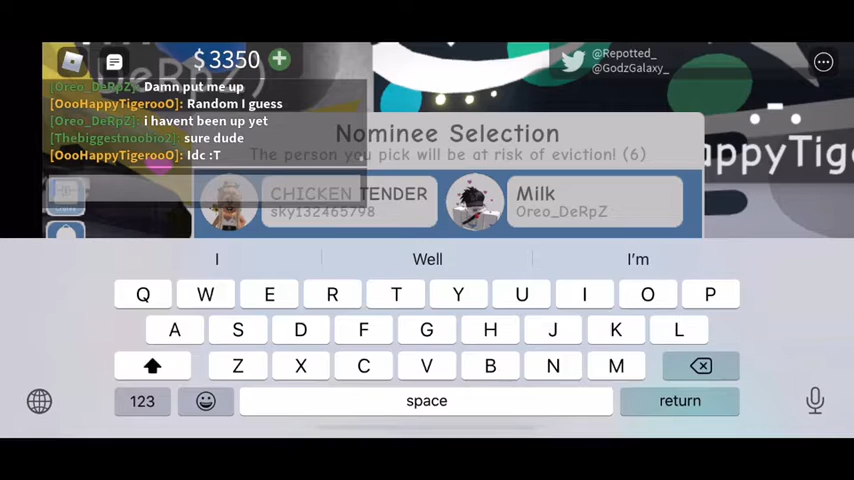 $3350
@Repotted_
@GodzGalaxy_
DeRpZ)
[Oreo_DeRpZ]: Damn put me up
[OooHappyTigerooO]: Random I guess
[Oreo_DeRpZ]: i havent been up yet
[Thebiggestnoobio2]: sure dude
[OooHappyTigerooO]: Idc :T
Nominee Selection
The person you pick will be at risk of eviction! (6)
appyTig
CHICKEN TENDER
sky132465798
Milk
Oreo_DeRpZ
I
Well
I'm
Q W E R T Y U I O P
A S D F G H J K L
Z X C V B N M
123
space
return